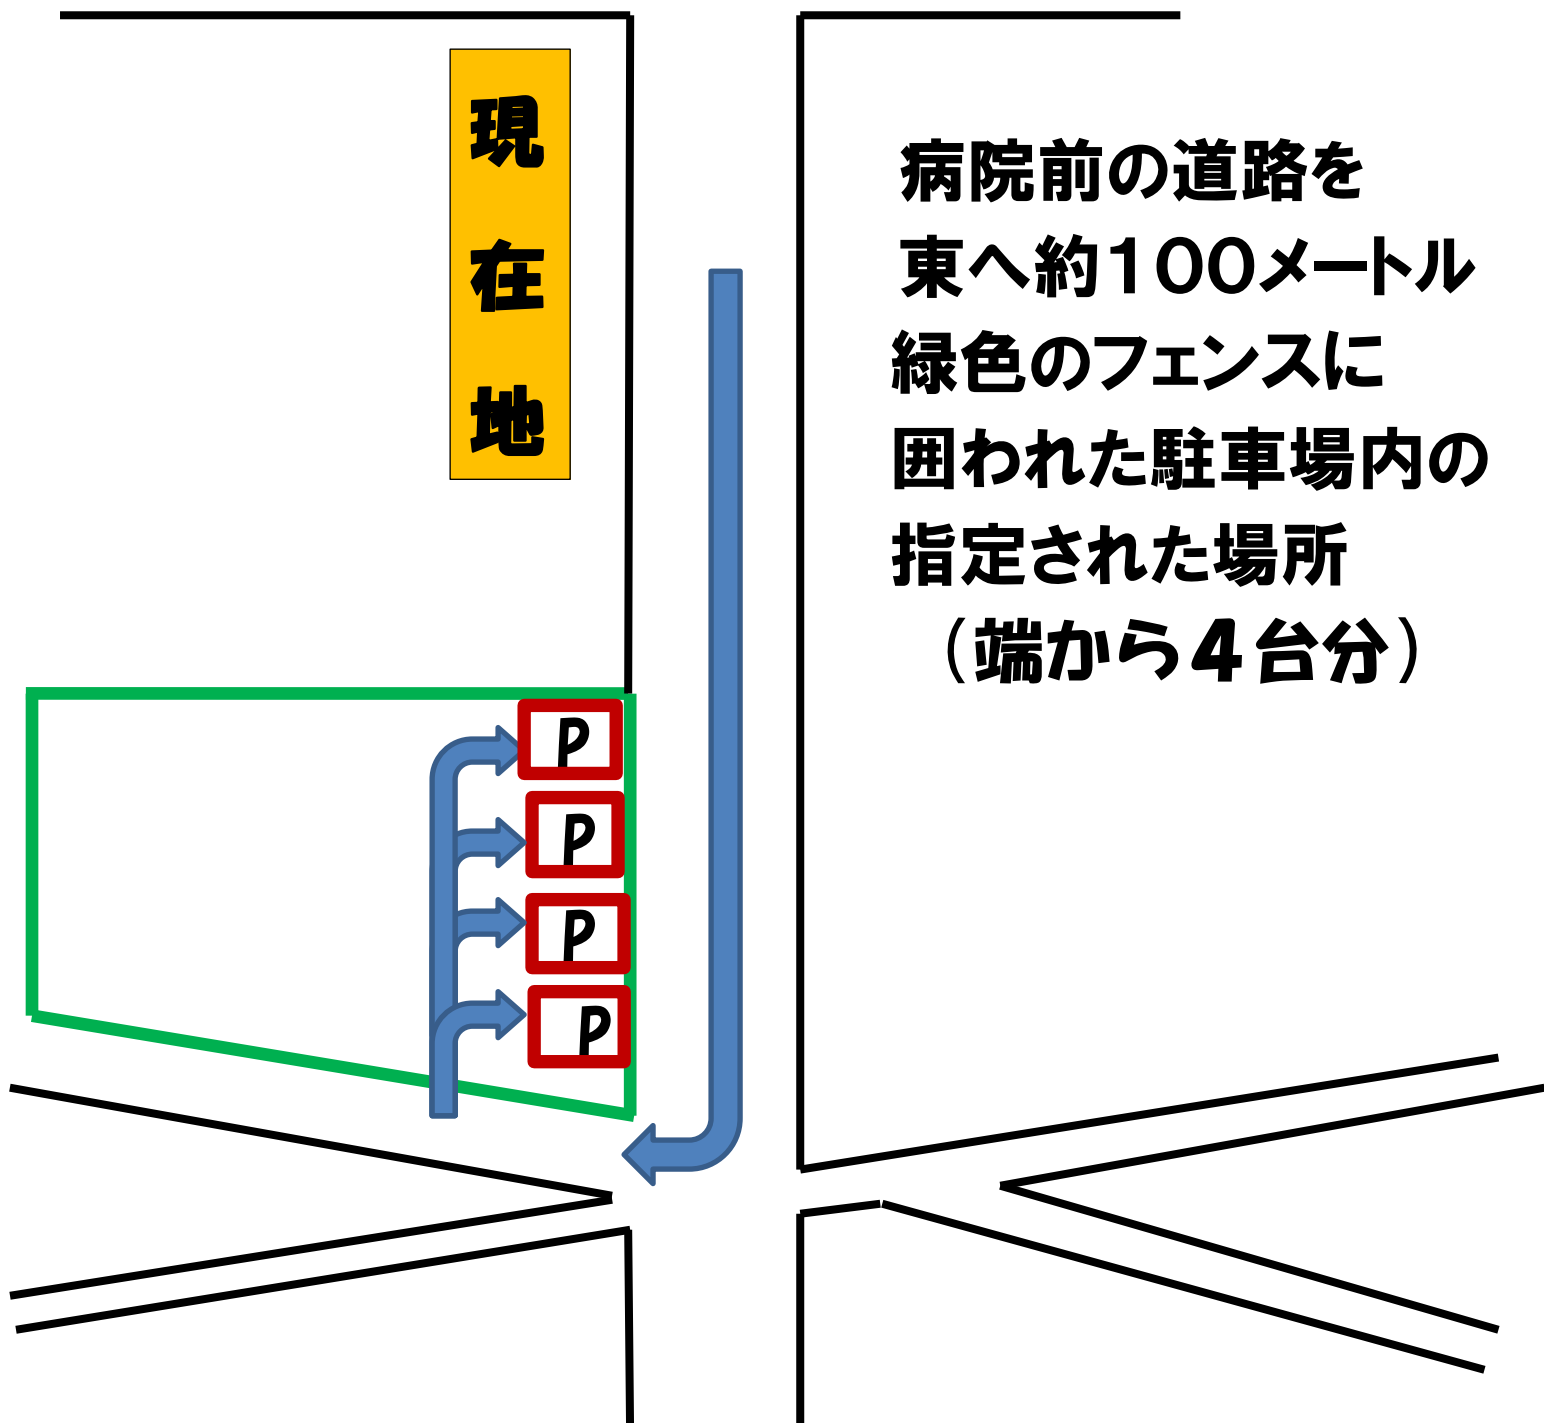 現在地
病院前の道路を
東へ約１００メートル
緑色のフェンスに
囲われた駐車場内の
指定された場所
（端から４台分）
P
P
P
P